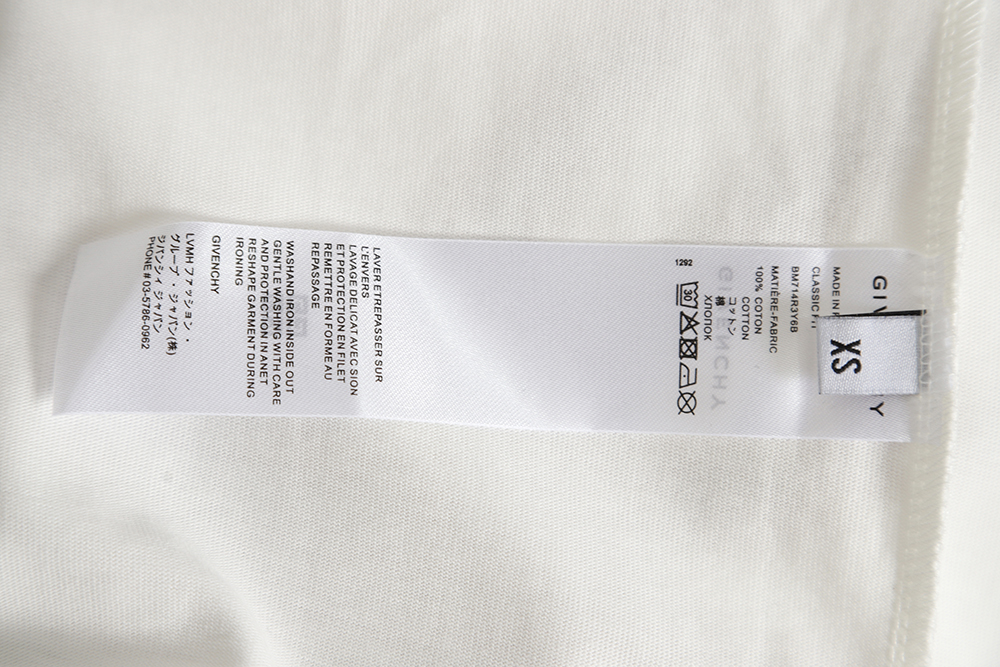 GIV
Y
XS
MADE IN
CLASSIC
BM714R3Y6B
MATIÈRE-FABRIC
100% COTON
COTTON
コットン
棉
ХЛОПОК
30
1292
GIVENCHY
LAVER ETREPASSER SUR
L'ENVERS
LAVAGE DELICAT AVEC SION
ET PROTECTION EN FILET
REMETTRE EN FORME AU
REPASSAGE
WASHAND IRON INSIDE OUT
GENTLE WASHING WITH CARE
AND PROTECTION IN ANET
RESHAPE GARMENT DURING
IRONING
GIVENCHY
LVMH ファッション・
グループ・ジャパン(株)
ジバンシィ ジャパン
PHONE # 03-5786-0962